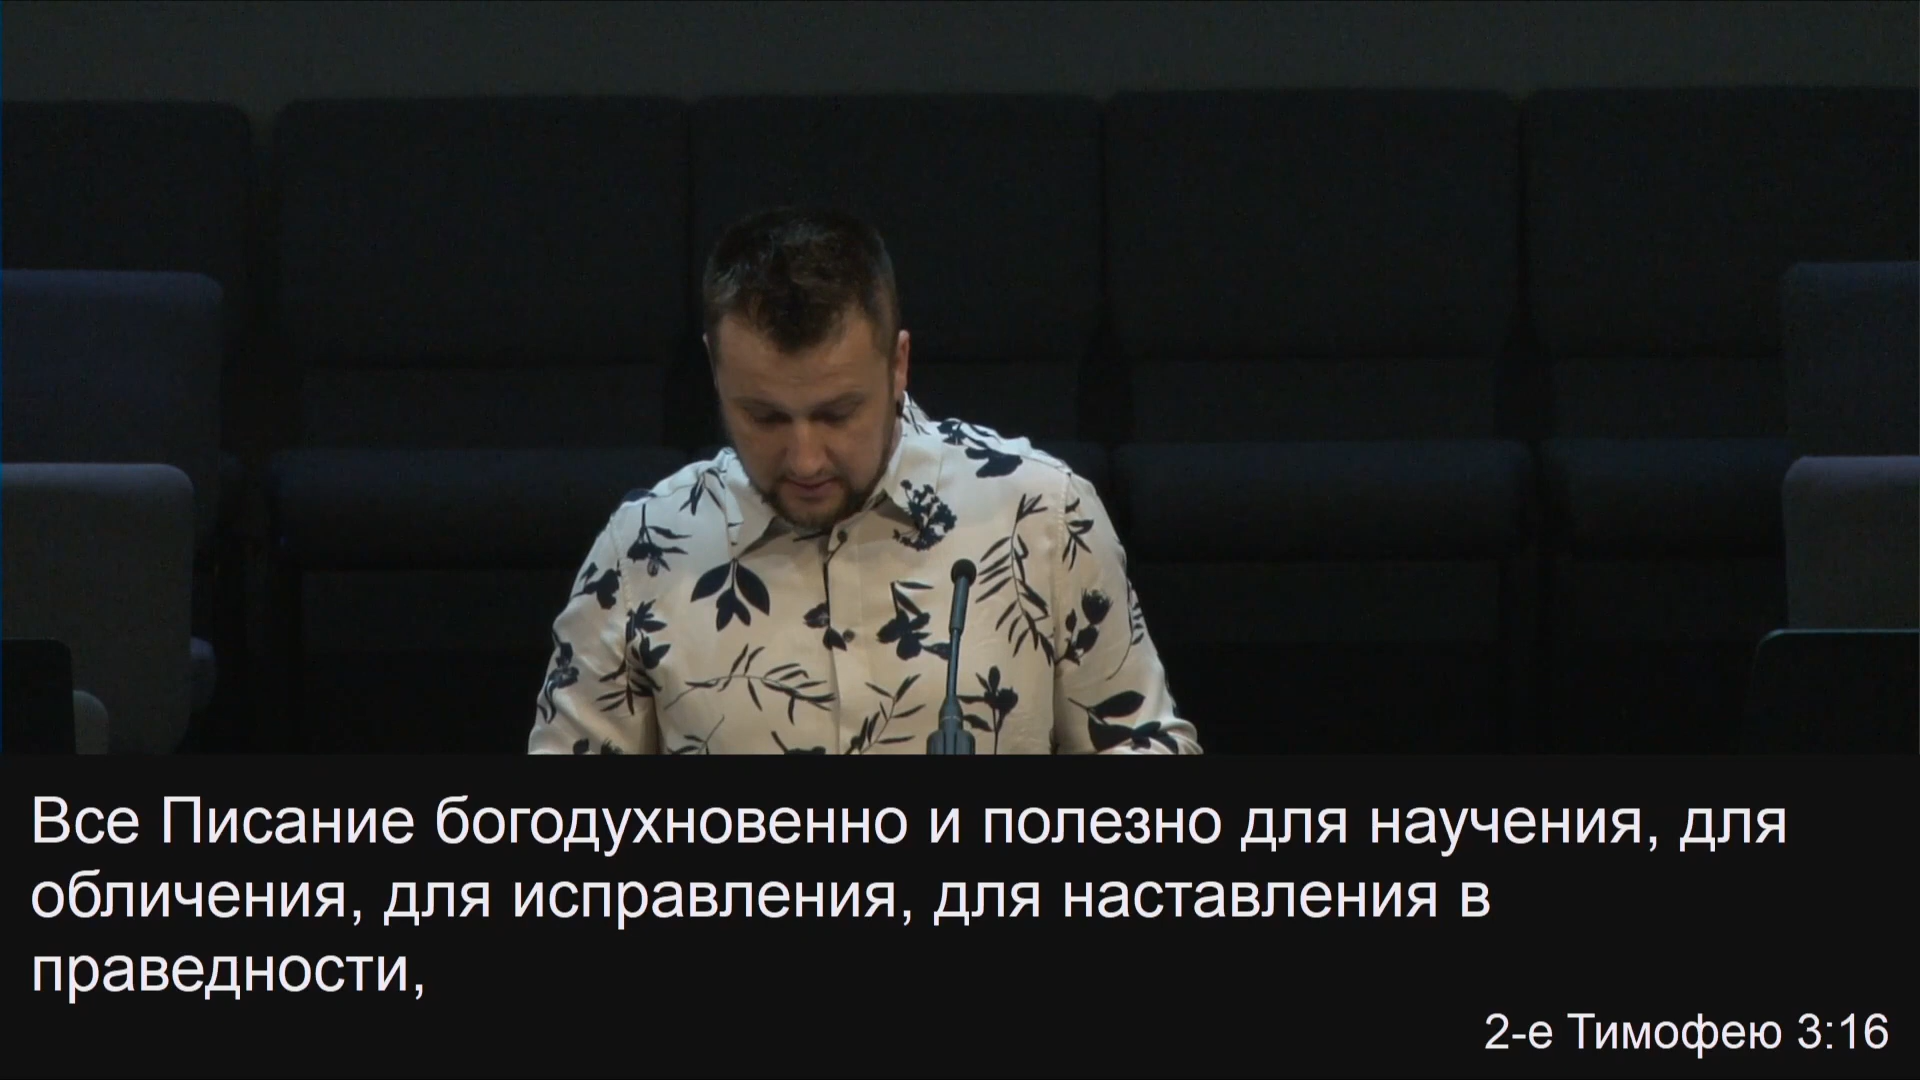 Все Писание богодухновенно и полезно для научения, для
обличения, для исправления, для наставления в
праведности,
2-е Тимофею 3:16